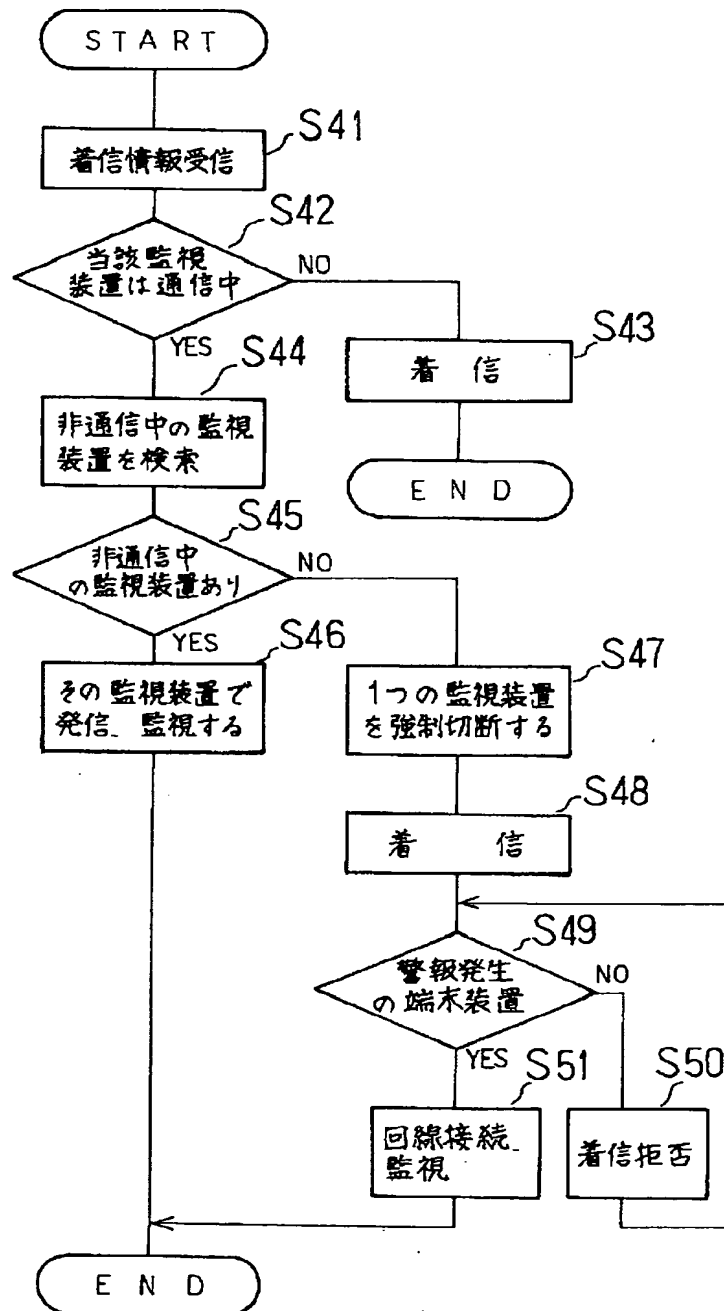 START
S41
着信情報受信
S42
当該監視
装置は通信中
NO
YES
S43
着 信
END
S44
非通信中の監視
装置を検索
S45
非通信中
の監視装置あり
NO
YES
S46
その監視装置で
発信、監視する
S47
1つの監視装置
を強制切断する
S48
着 信
S49
警報発生
の端末装置
NO
YES
S51
回線接続、
監視
S50
着信拒否
END